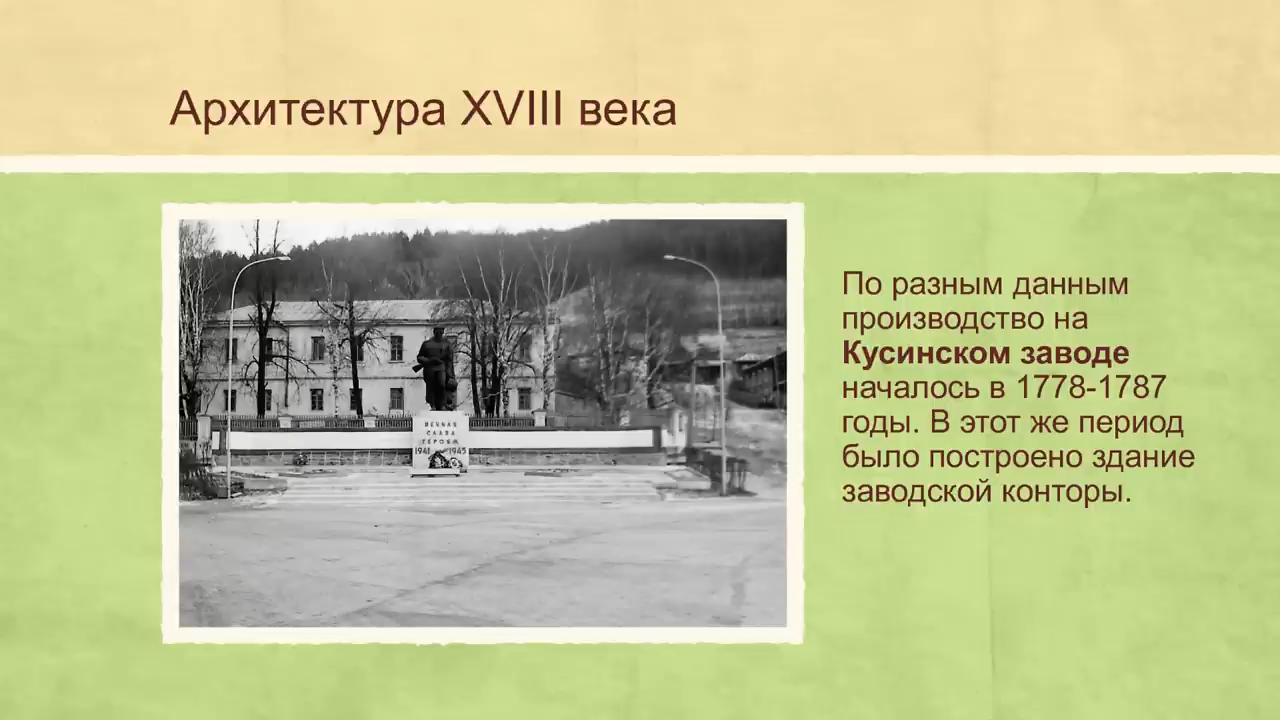 Архитектура XVIII века
По разным данным
производство на
Кусинском заводе
началось в 1778-1787
годы. В этот же период
было построено здание
заводской конторы.
ВЕЧНАЯ
СЛАВА
ГЕРОЯМ
1941 1945